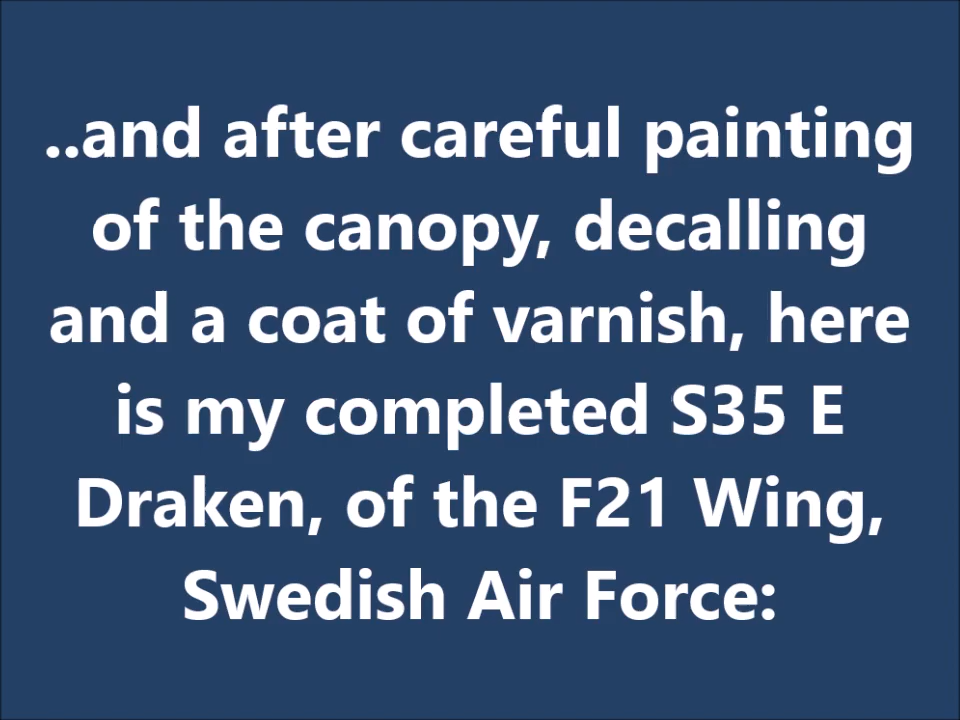 ..and after careful painting
of the canopy, decalling
and a coat of varnish, here
is my completed S35 E
Draken, of the F21 Wing,
Swedish Air Force: